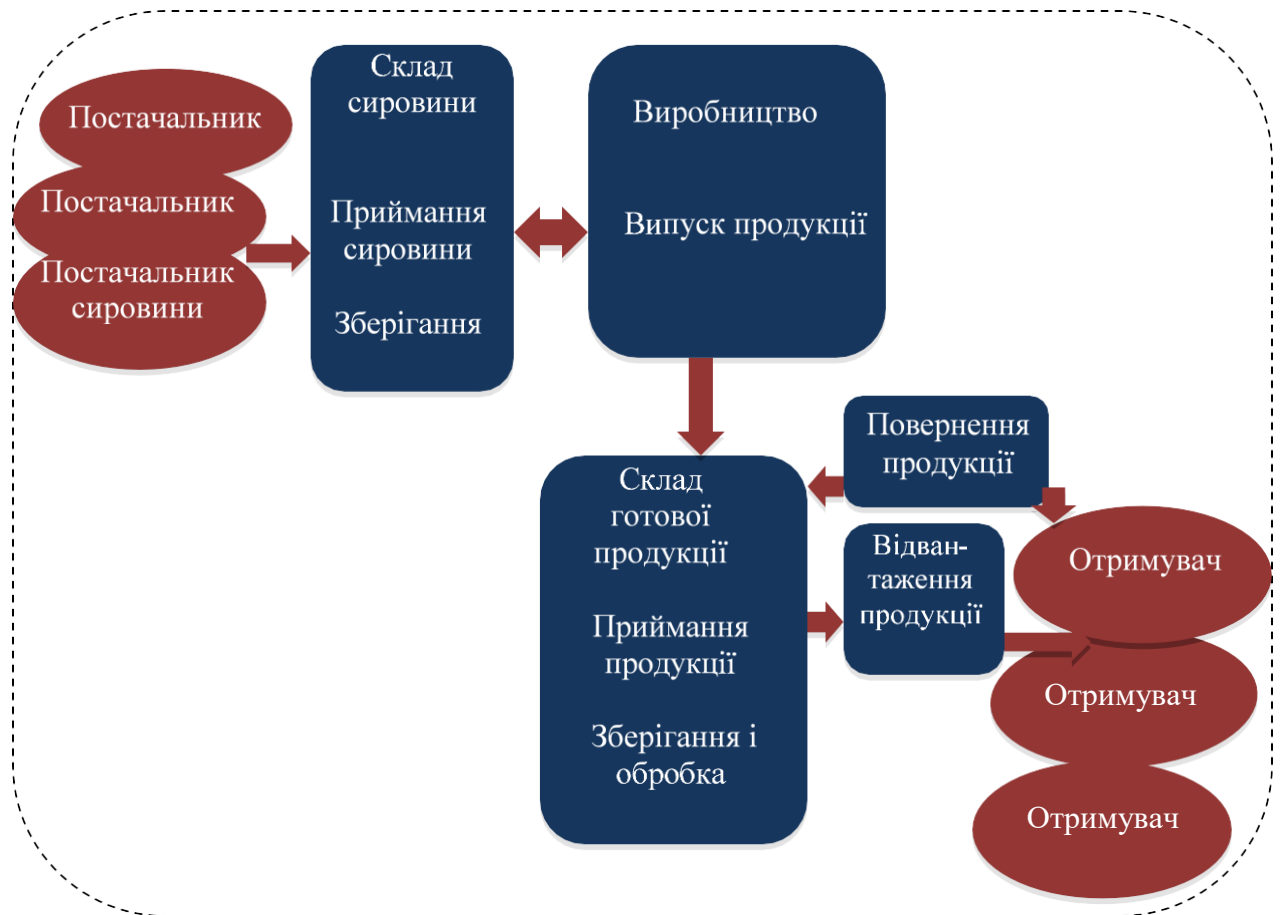 Постачальник
Постачальник
Постачальник
сировини
Склад
сировини
Приймання
сировини
Зберігання
Виробництво
Випуск продукції
Повернення
продукції
Склад
готової
продукції
Приймання
продукції
Зберігання і
обробка
Відван-
таження
продукції
Отримувач
Отримувач
Отримувач